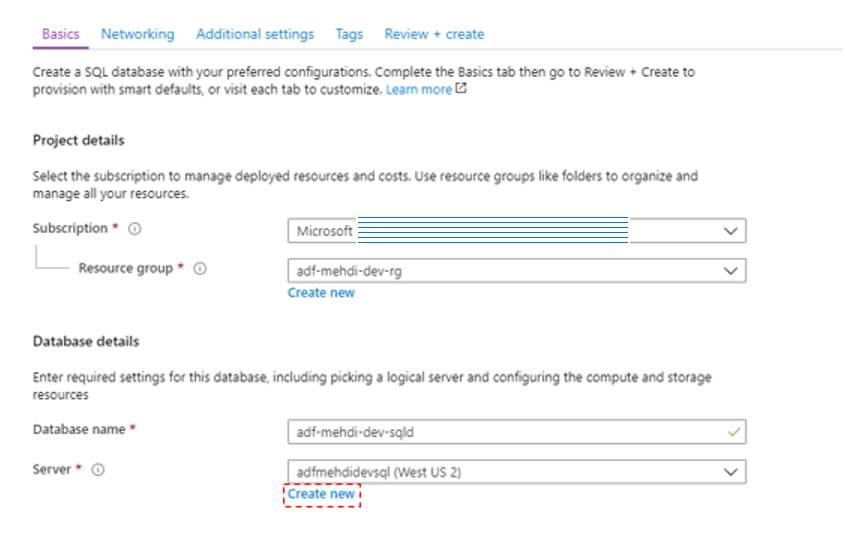 Basics Networking Additional settings Tags Review + create
Create a SQL database with your preferred configurations. Complete the Basics tab then go to Review + Create to
provision with smart defaults, or visit each tab to customize. Learn more
Project details
Select the subscription to manage deployed resources and costs. Use resource groups like folders to organize and
manage all your resources.
Subscription * Microsoft
Resource group * adf-mehdi-dev-rg
Create new
Database details
Enter required settings for this database, including picking a logical server and configuring the compute and storage
resources
Database name * adf-mehdi-dev-sqld
Server * adfmehdidevsql (West US 2)
Create new